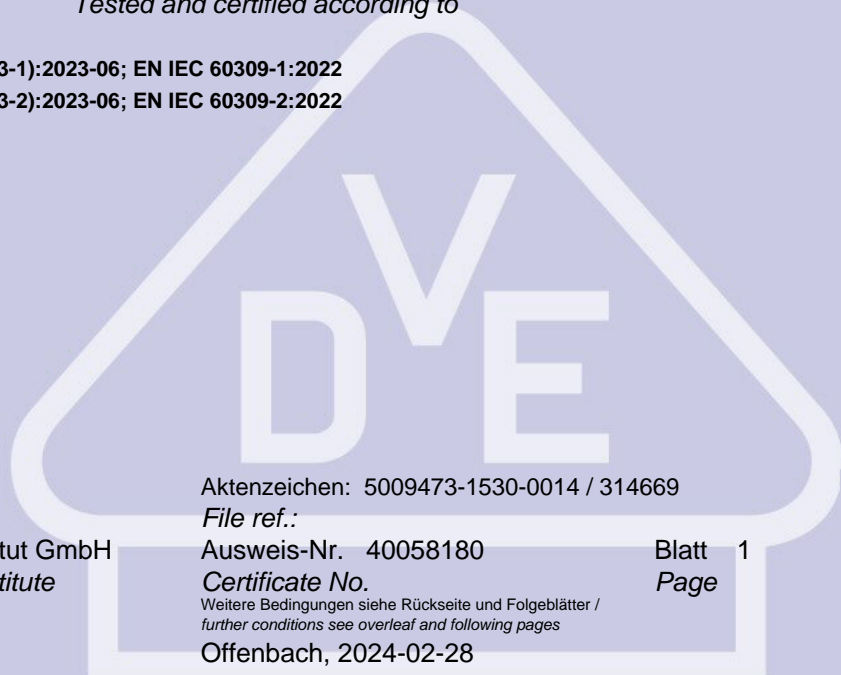 Tested and certified according to
3-1):2023-06; EN IEC 60309-1:2022
3-2):2023-06; EN IEC 60309-2:2022
DVE
Aktenzeichen: 5009473-1530-0014 / 314669
File ref.:
tut GmbH Ausweis-Nr. 40058180 Blatt 1
titute Certificate No. Page
Weitere Bedingungen siehe Rückseite und Folgeblätter /
further conditions see overleaf and following pages
Offenbach, 2024-02-28